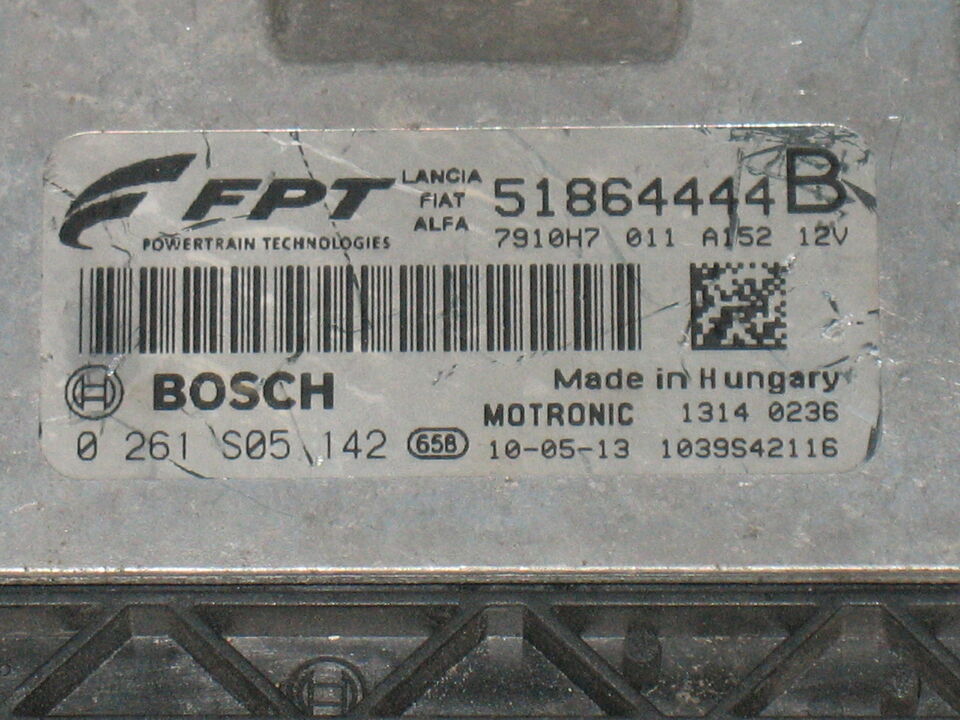 FPT
POWERTRAIN TECHNOLOGIES
LANCIA
FIAT
ALFA
51864444 B
7910H7 011 A152 12V
BOSCH
Made in Hungary
MOTRONIC 1314 0236
0 261 S05 142 658 10-05-13 1039S42116